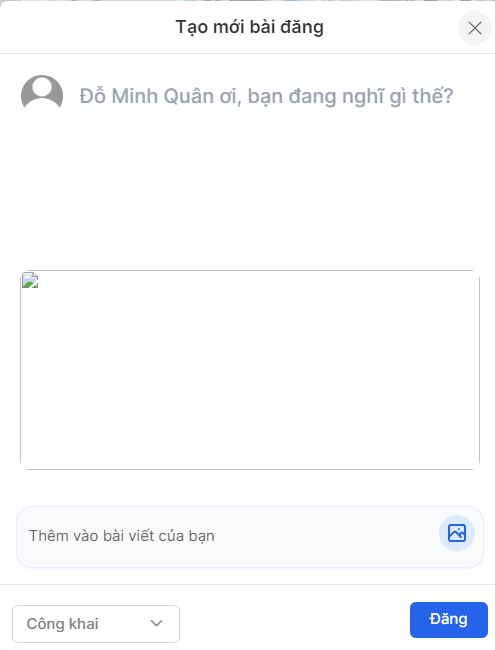 Tạo mới bài đăng
Đỗ Minh Quân ơi, bạn đang nghĩ gì thế?
Thêm vào bài viết của bạn
Công khai
Đăng